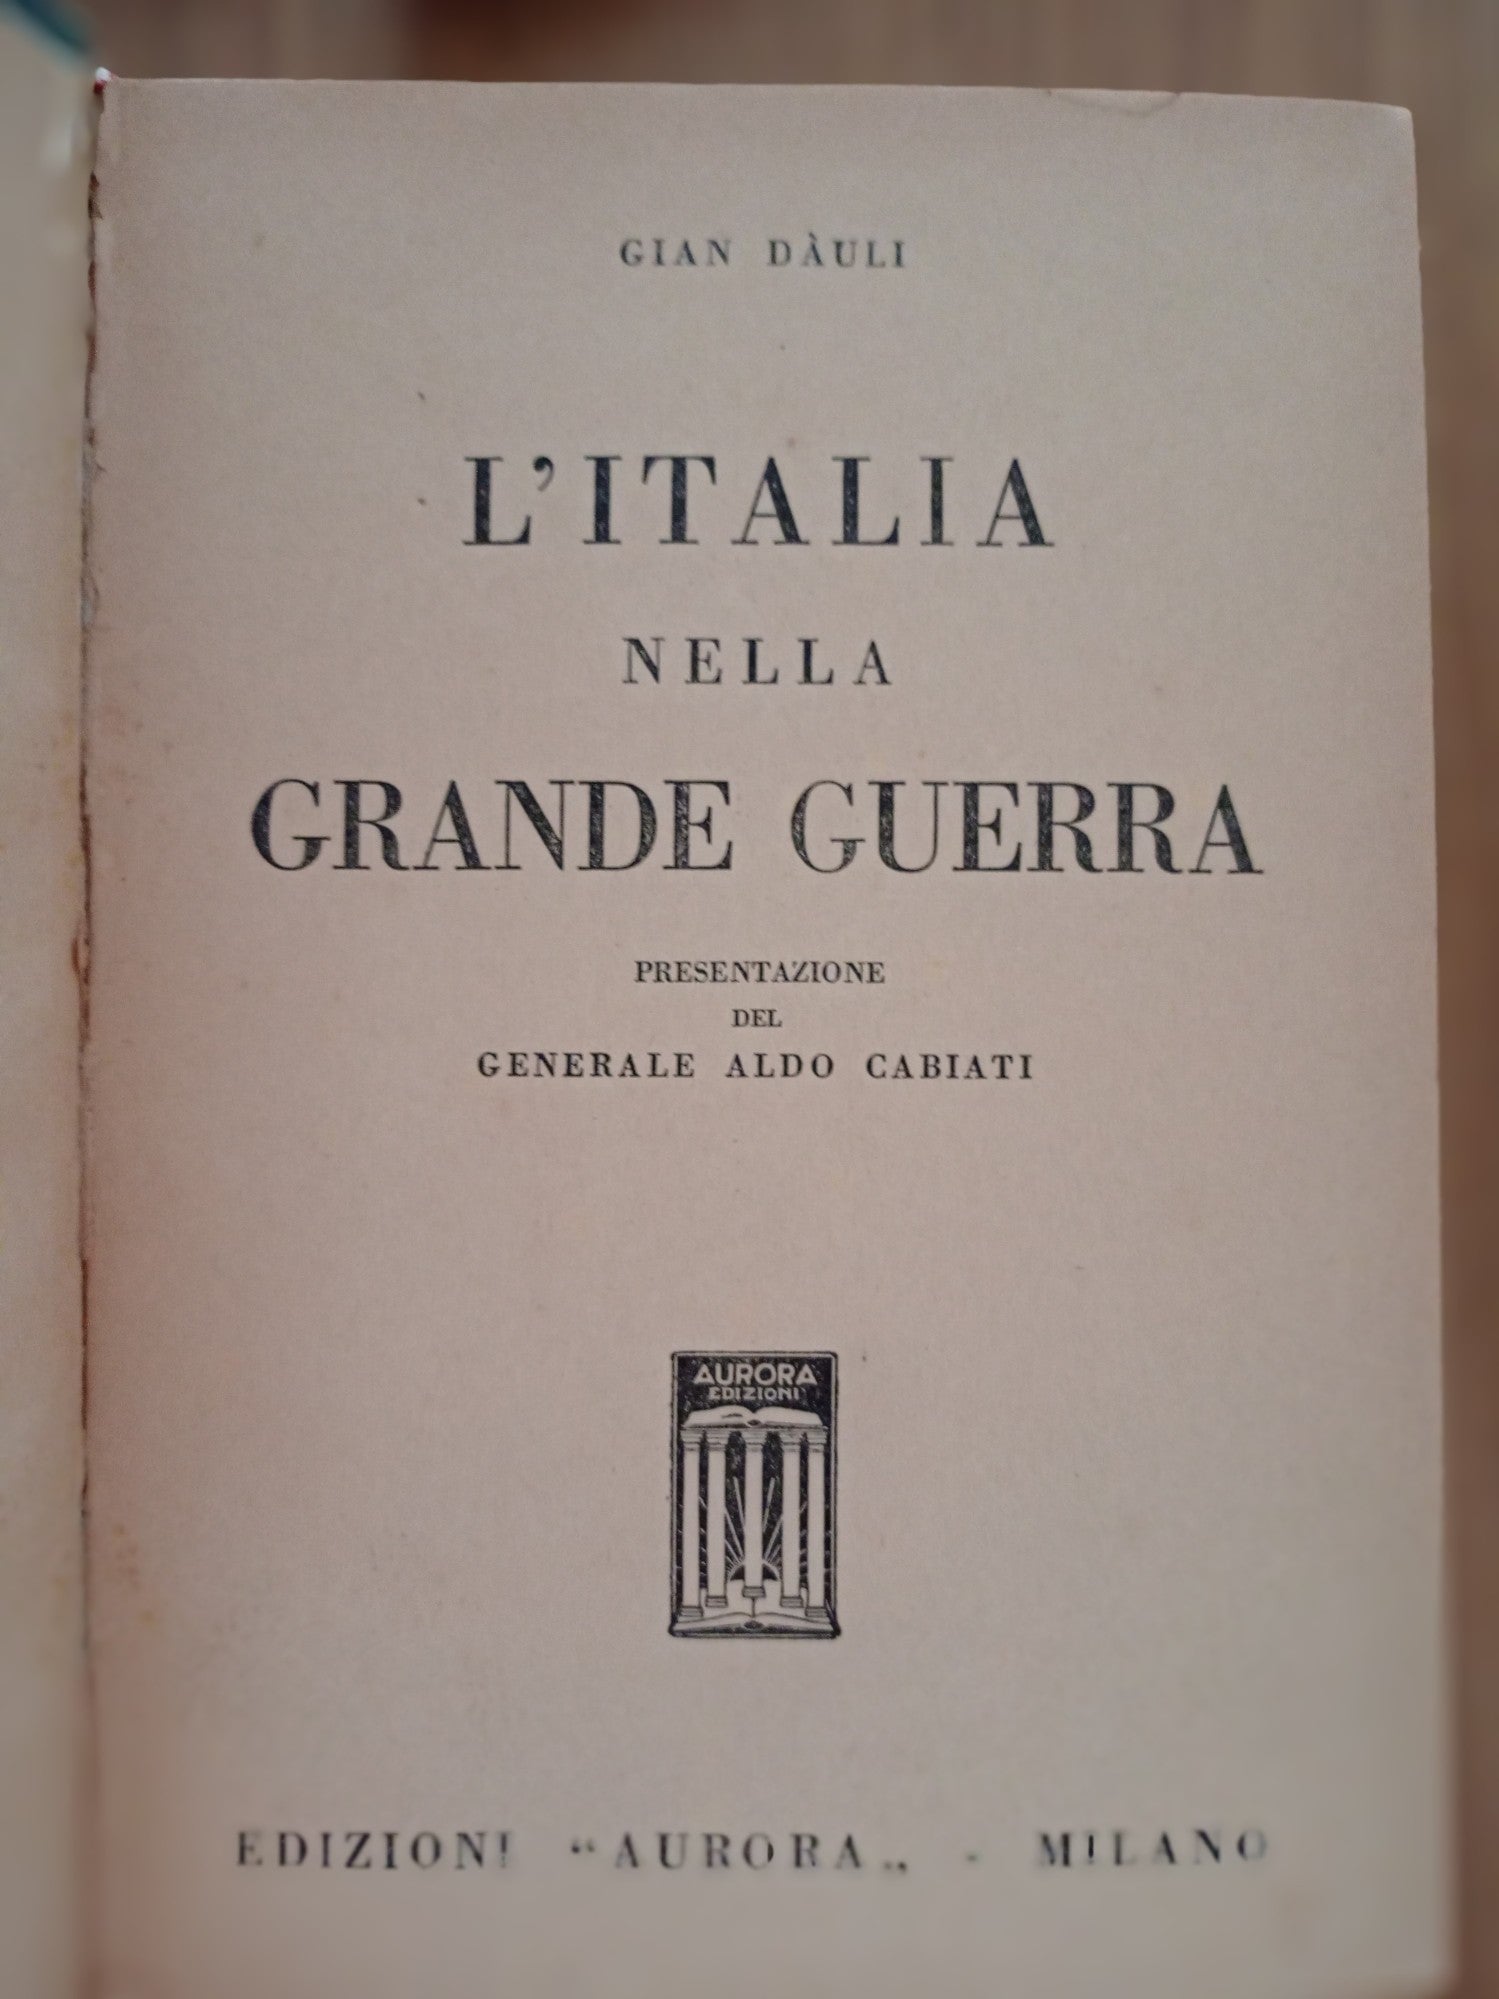 GIAN DÀULI
L'ITALIA
NELLA
GRANDE GUERRA
PRESENTAZIONE
DEL
GENERALE ALDO CABIATI
AURORA
EDIZIONI
EDIZIONI "AURORA„ - MILANO